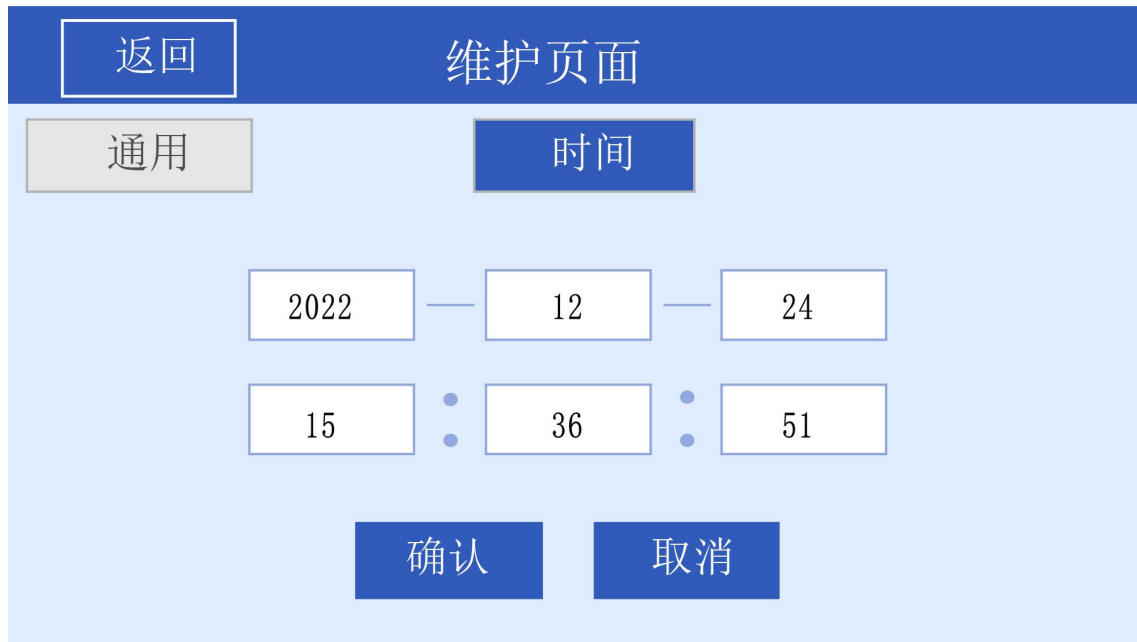 返回 维护页面
通用 时间
2022 — 12 — 24
15 : 36 : 51
确认 取消